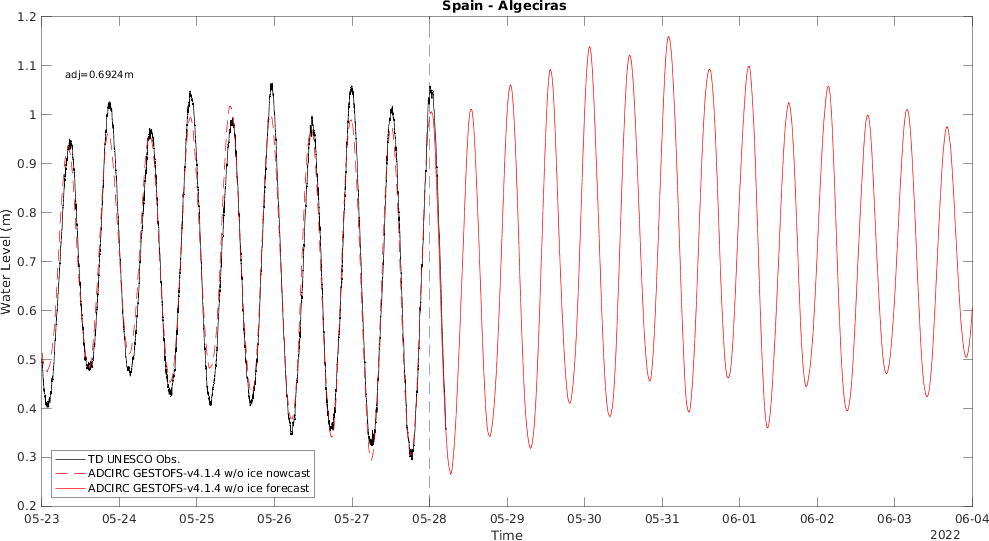 Spain - Algeciras
adj=0.6924m
Water Level (m)
1.2
1.1
1
0.9
0.8
0.7
0.6
0.5
0.4
0.3
0.2
TD UNESCO Obs.
ADCIRC GESTOFS-v4.1.4 w/o ice nowcast
ADCIRC GESTOFS-v4.1.4 w/o ice forecast
05-23 05-24 05-25 05-26 05-27 05-28 05-29 05-30 05-31 06-01 06-02 06-03 06-04
Time
2022